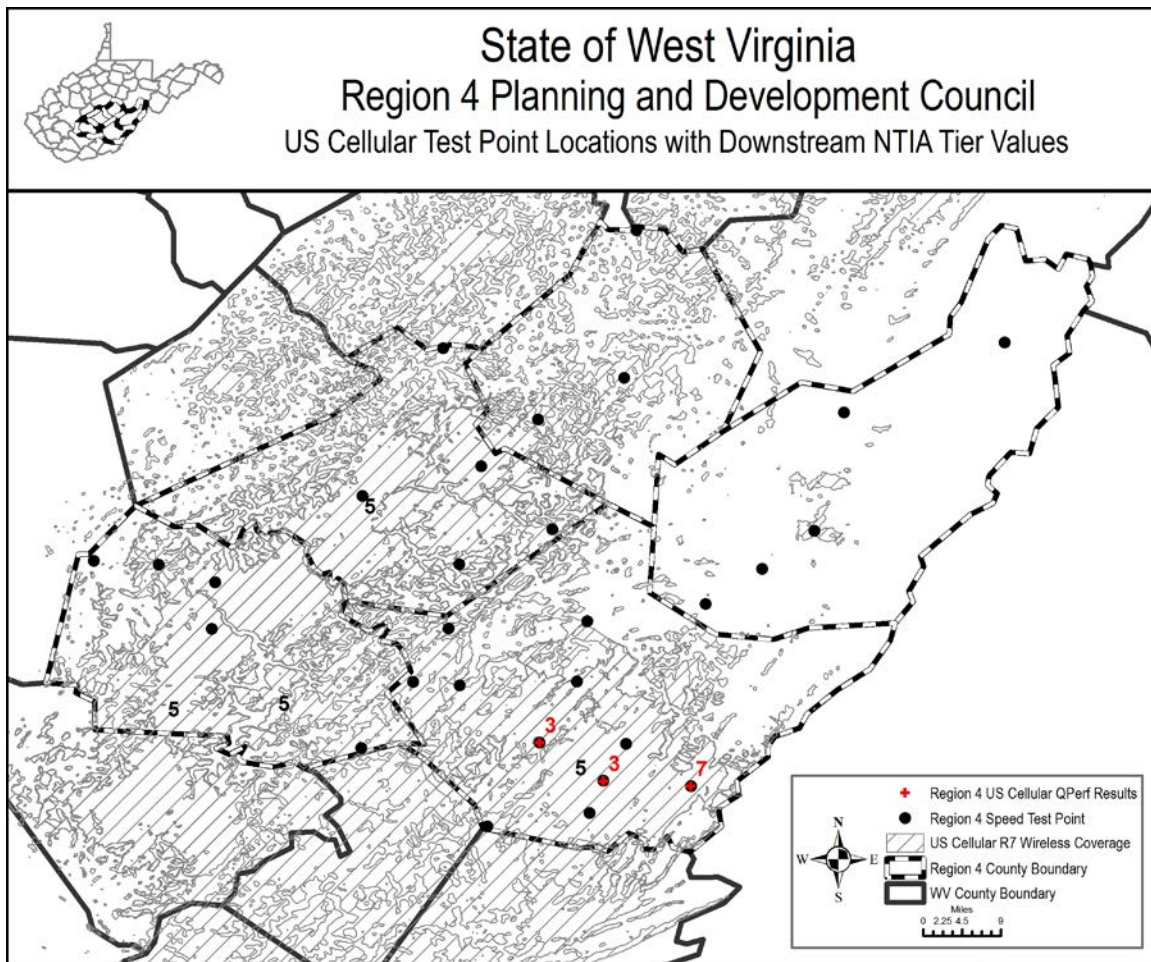 State of West Virginia
Region 4 Planning and Development Council
US Cellular Test Point Locations with Downstream NTIA Tier Values
5
5
5
3
5
3
7
Region 4 US Cellular QPerf Results
Region 4 Speed Test Point
US Cellular R7 Wireless Coverage
Region 4 County Boundary
WV County Boundary
N
W
E
S
Miles
0 2.25 4.5 9